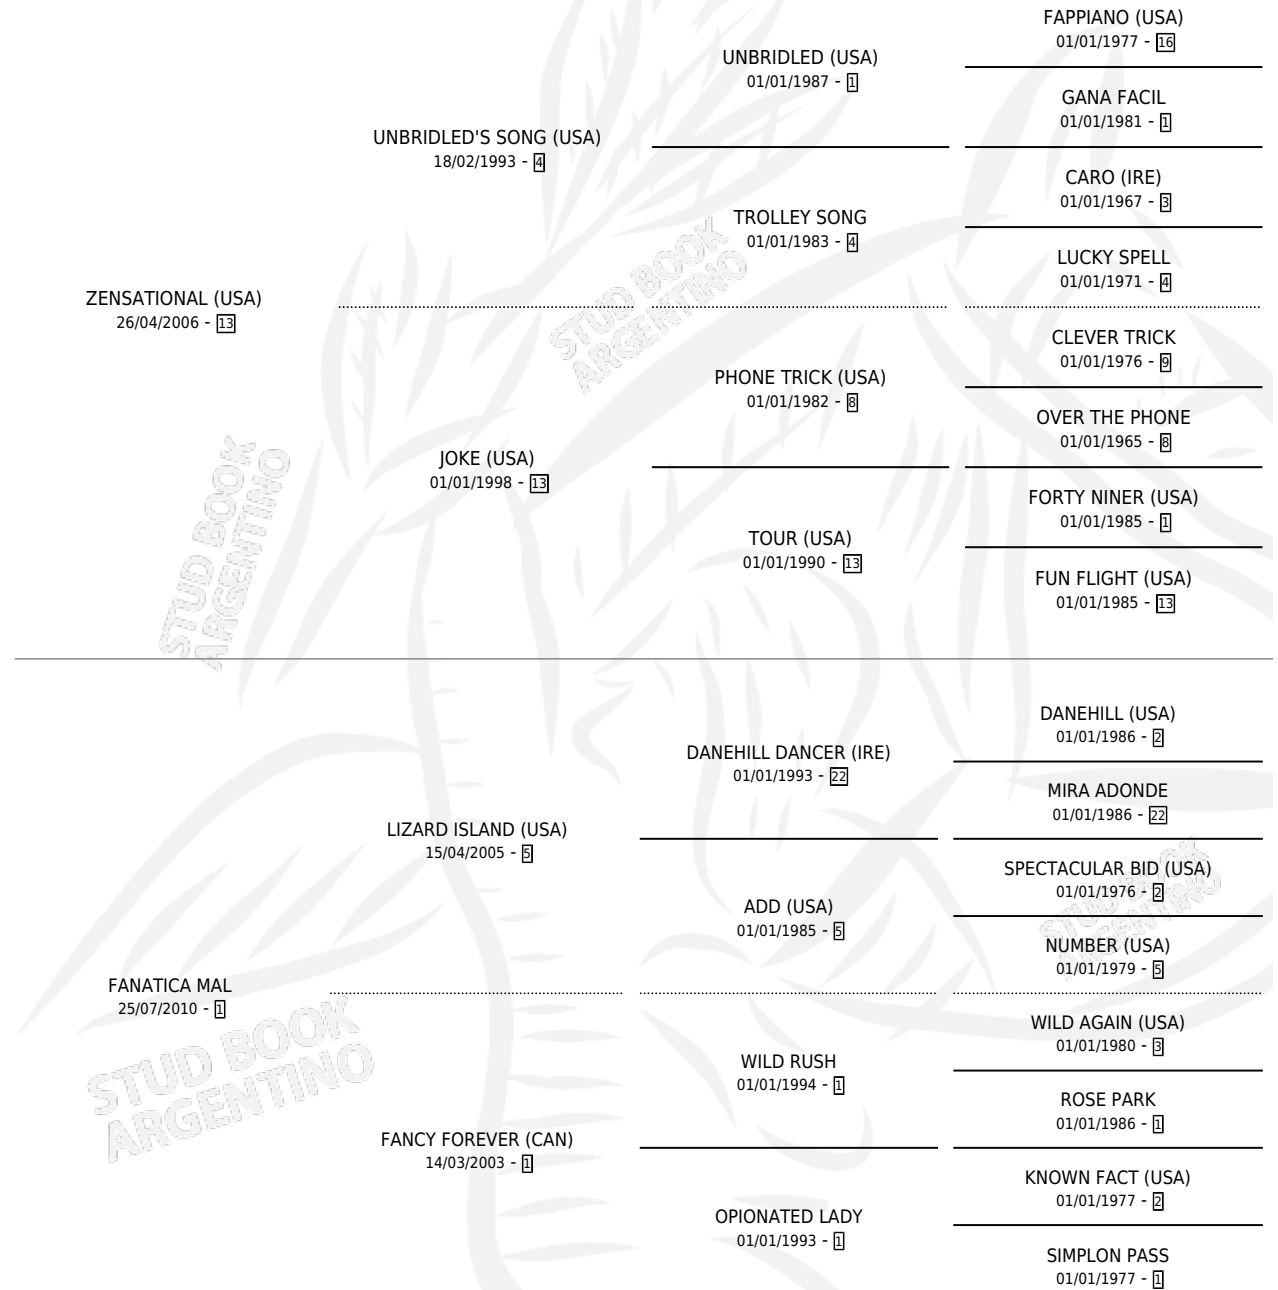 FAPPIANO (USA)
01/01/1977 - 16
UNBRIDLED (USA)
01/01/1987 - 1
GANA FACIL
01/01/1981 - 1
UNBRIDLED'S SONG (USA)
18/02/1993 - 4
CARO (IRE)
01/01/1967 - 3
TROLLEY SONG
01/01/1983 - 4
LUCKY SPELL
01/01/1971 - 4
ZENSATIONAL (USA)
26/04/2006 - 13
STUD BOOK
ARGENTINO
CLEVER TRICK
01/01/1976 - 9
PHONE TRICK (USA)
01/01/1982 - 8
OVER THE PHONE
01/01/1965 - 8
JOKE (USA)
01/01/1998 - 13
FORTY NINER (USA)
01/01/1985 - 1
TOUR (USA)
01/01/1990 - 13
FUN FLIGHT (USA)
01/01/1985 - 13
STUD BOOK
ARGENTINO
DANEHILL (USA)
01/01/1986 - 2
DANEHILL DANCER (IRE)
01/01/1993 - 22
MIRA ADONDE
01/01/1986 - 22
LIZARD ISLAND (USA)
15/04/2005 - 5
SPECTACULAR BID (USA)
01/01/1976 - 2
ADD (USA)
01/01/1985 - 5
NUMBER (USA)
01/01/1979 - 5
STUD BOOK
ARGENTINO
FANATICA MAL
25/07/2010 - 1
WILD AGAIN (USA)
01/01/1980 - 3
WILD RUSH
01/01/1994 - 1
ROSE PARK
01/01/1986 - 1
STUD BOOK
ARGENTINO
FANCY FOREVER (CAN)
14/03/2003 - 1
KNOWN FACT (USA)
01/01/1977 - 2
OPIONATED LADY
01/01/1993 - 1
SIMPLON PASS
01/01/1977 - 1